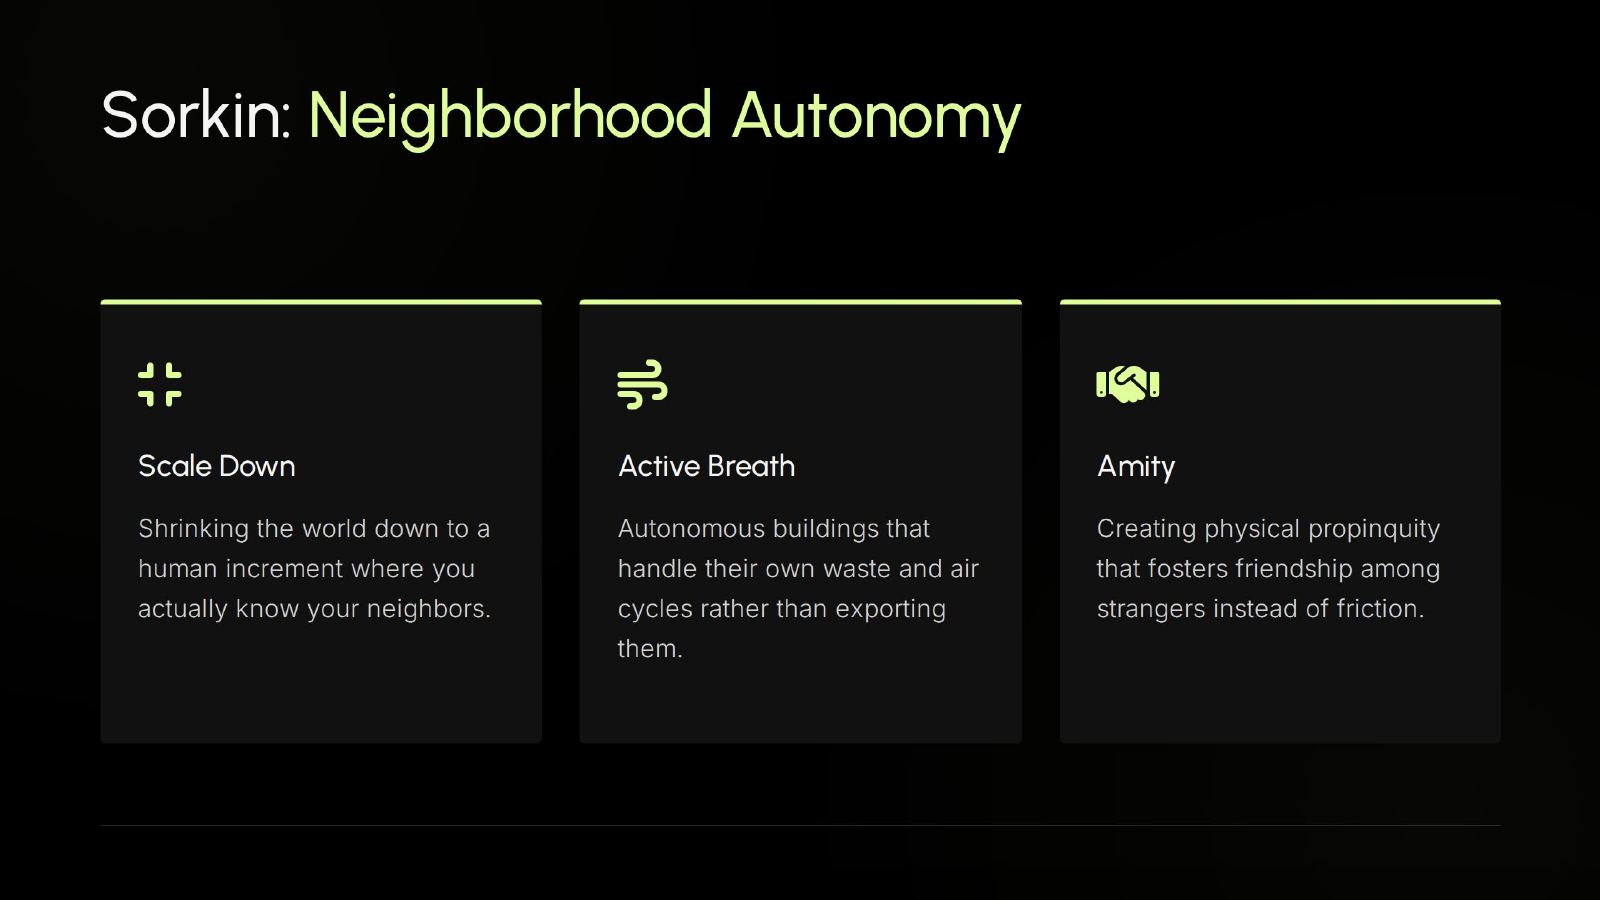 Sorkin: Neighborhood Autonomy
Scale Down
Shrinking the world down to a
human increment where you
actually know your neighbors.
Active Breath
Autonomous buildings that
handle their own waste and air
cycles rather than exporting
them.
Amity
Creating physical propinquity
that fosters friendship among
strangers instead of friction.